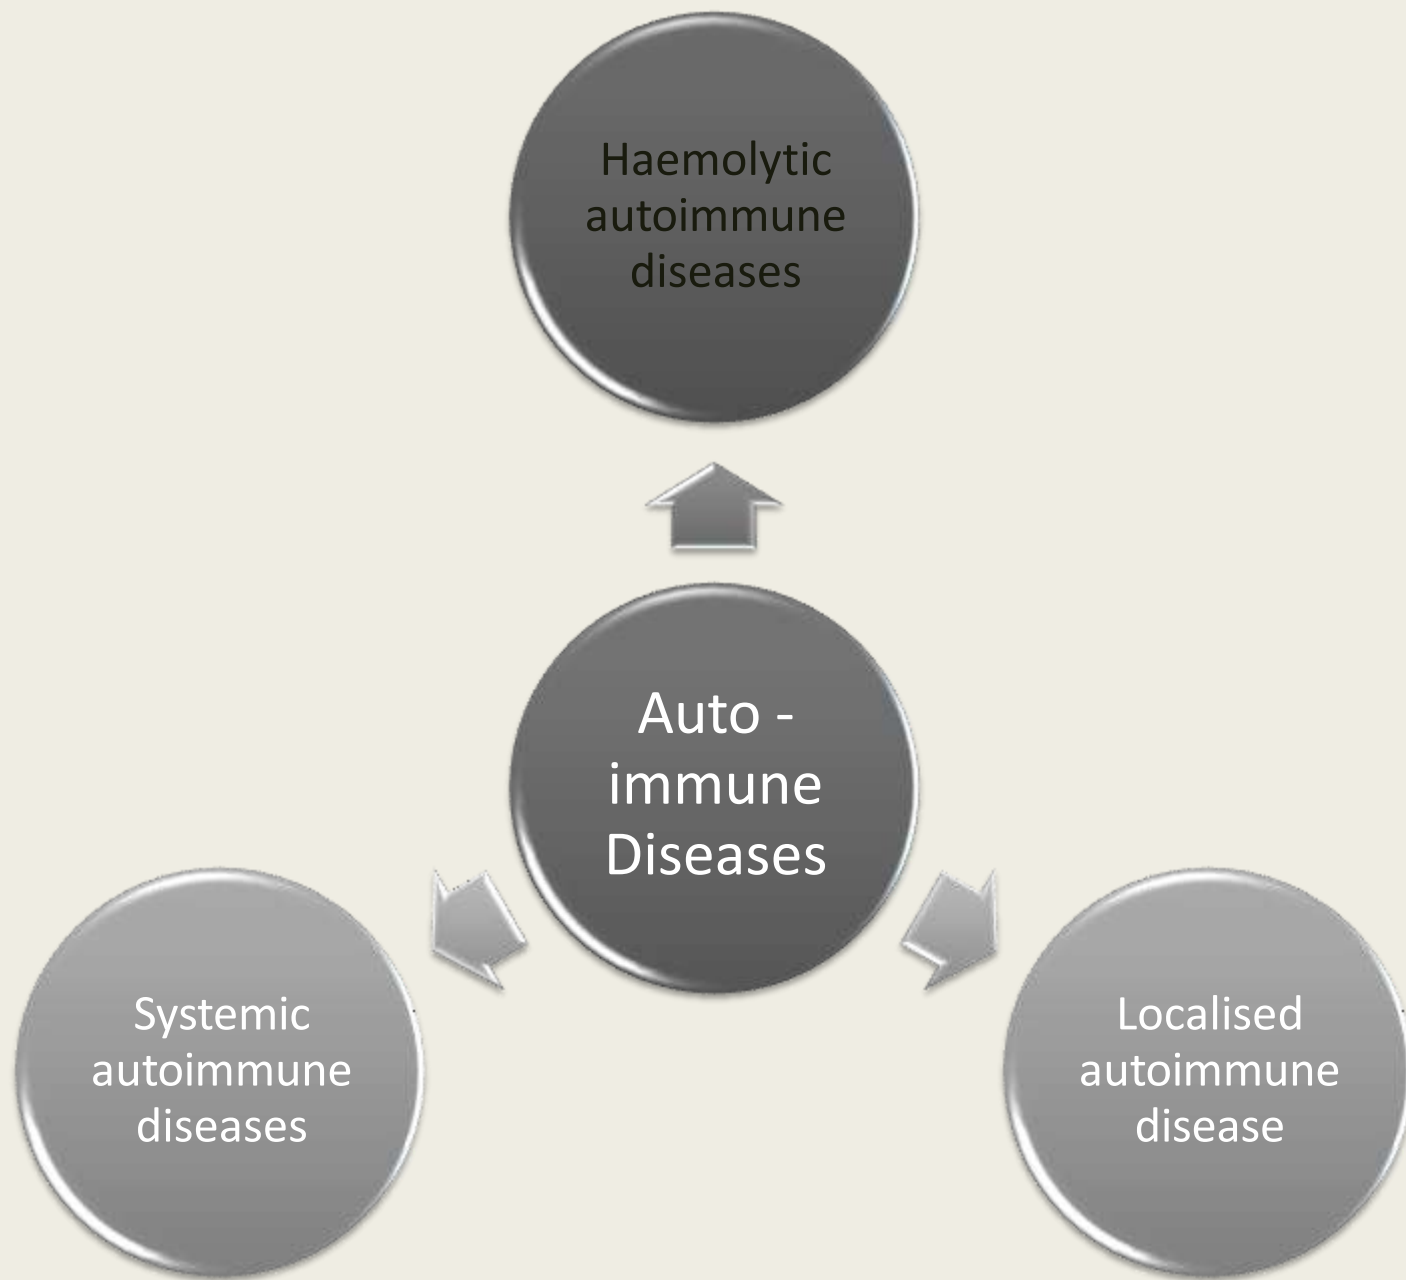 Haemolytic
autoimmune
diseases
Auto -
immune
Diseases
Systemic
autoimmune
diseases
Localised
autoimmune
disease